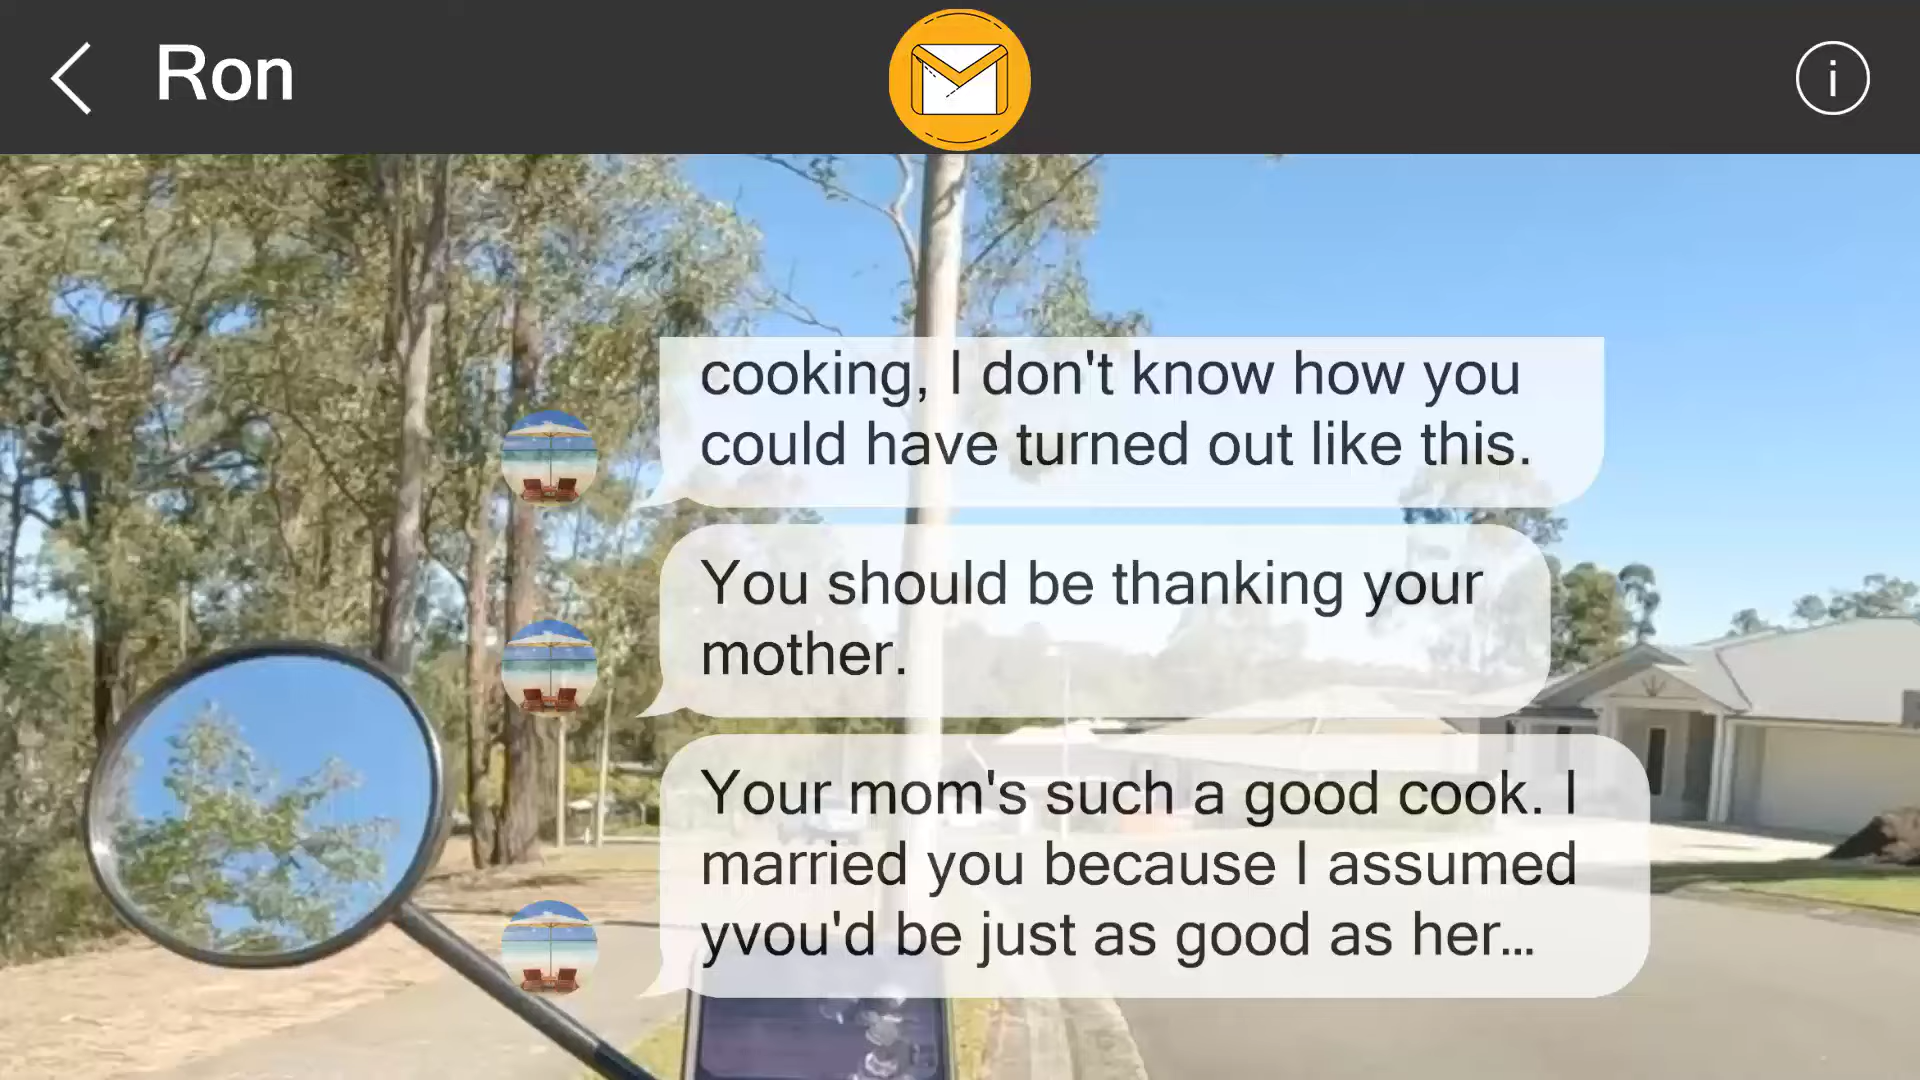 Ron
i
cooking, I don't know how you
could have turned out like this.
You should be thanking your
mother.
Your mom's such a good cook. I
married you because I assumed
yvou'd be just as good as her...